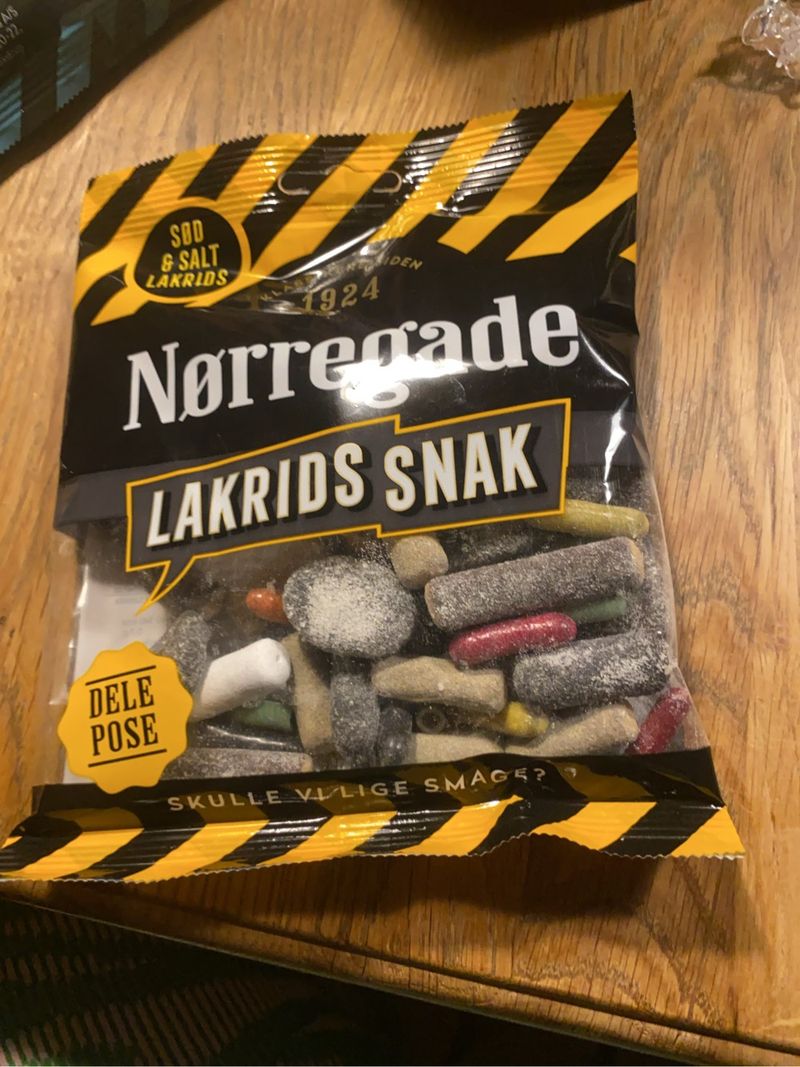 SØD
& SALT
LAKRIDS
1924
Nørregade
LAKRIDS SNAK
DELE
POSE
SKULLE VI LIGE SMAGE?